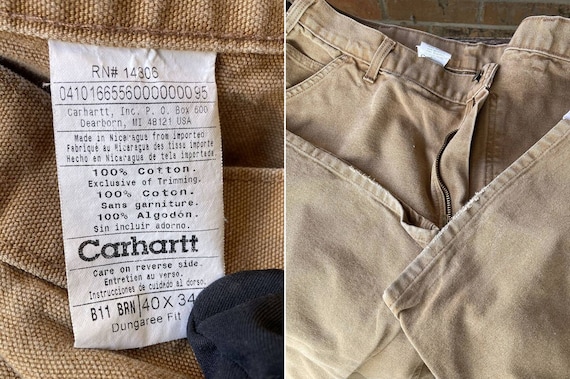 RN# 14806
0410166556000000095
Carhartt, Inc. P. O. Box 600
Dearborn, MI 48121 USA
Made in Nicaragua from imported
Fabriqué au Nicaragua des tissa importé
Hecho en Nicaragua de tela importada
100% Cotton.
Exclusive of Trimming.
100% Coton.
Sans garniture.
100% Algodón.
Sin incluir adorno.
Carhartt
Care on reverse side.
Entretien au verso.
Instrucciones de cuidado al dorso.
B11 BRN 40 X 34
Dungaree Fit